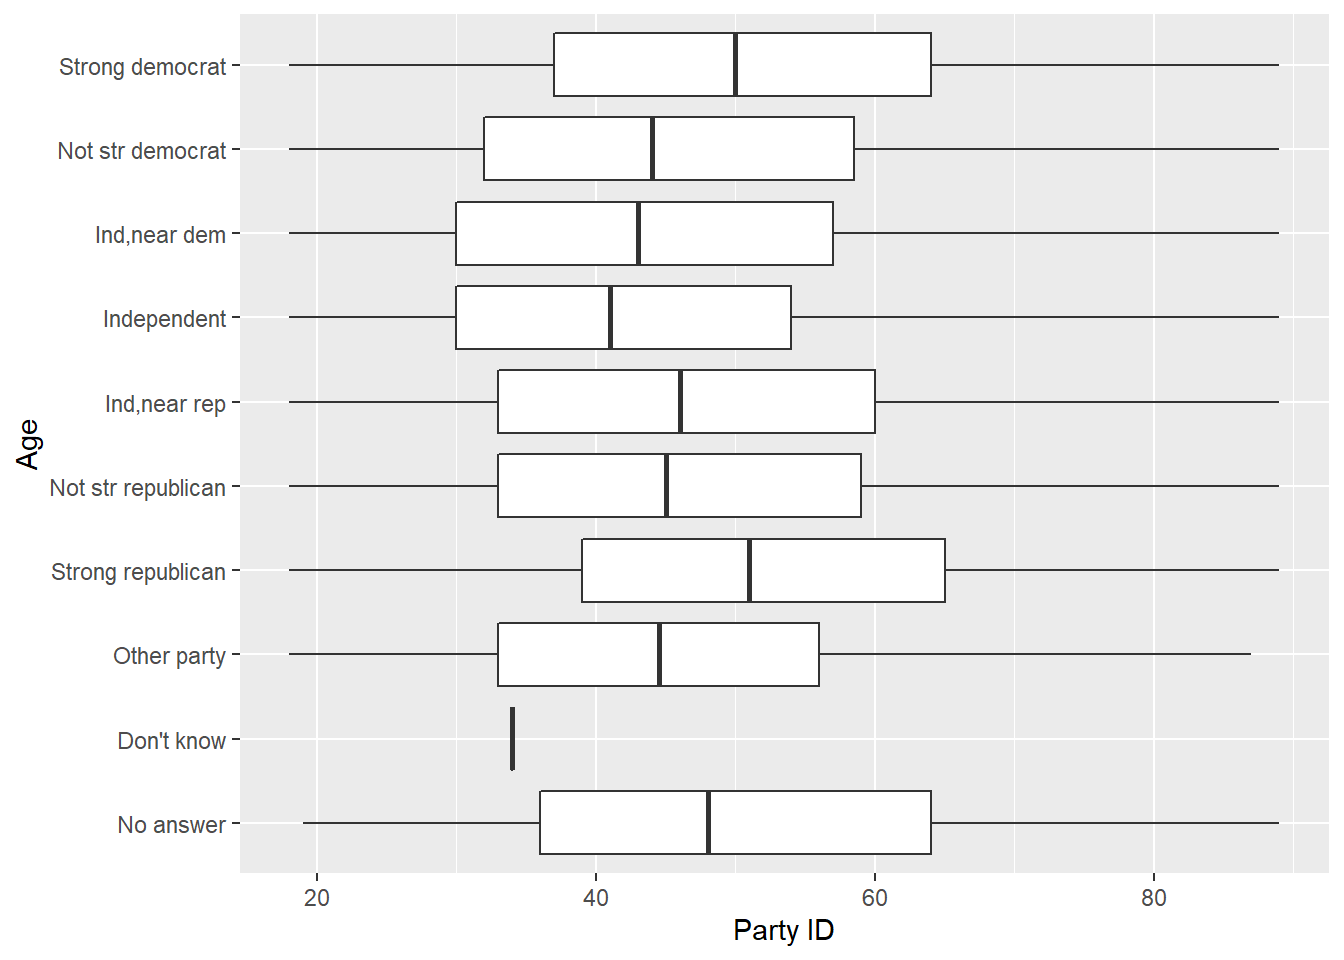 Strong democrat
Not str democrat
Ind,near dem
Independent
Ind,near rep
Not str republican
Strong republican
Other party
Don't know
No answer
Age
20 40 60 80
Party ID